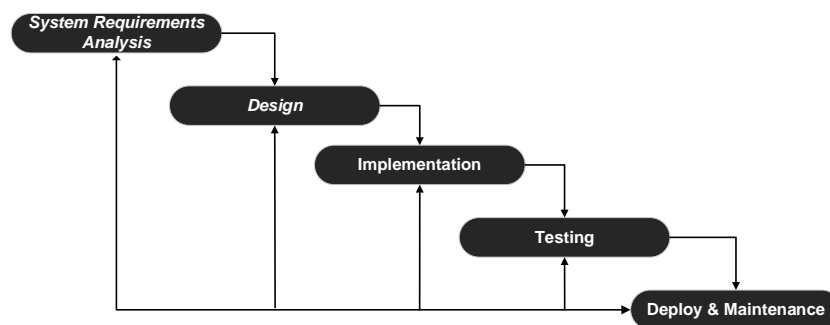 System Requirements
Analysis
Design
Implementation
Testing
Deploy & Maintenance